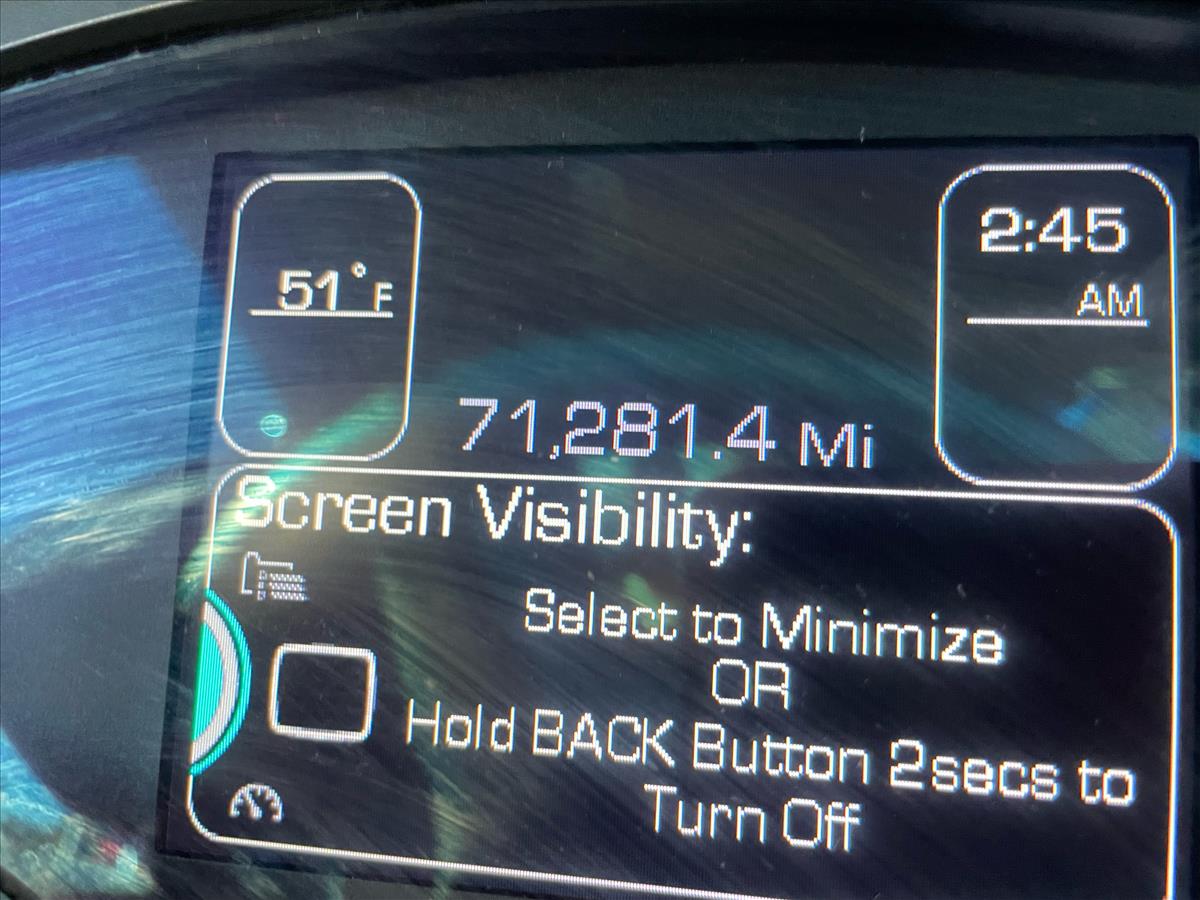 51°F
2:45
AM
71,281.4 Mi
Screen Visibility:
Select to Minimize
OR
Hold BACK Button 2secs to
Turn Off